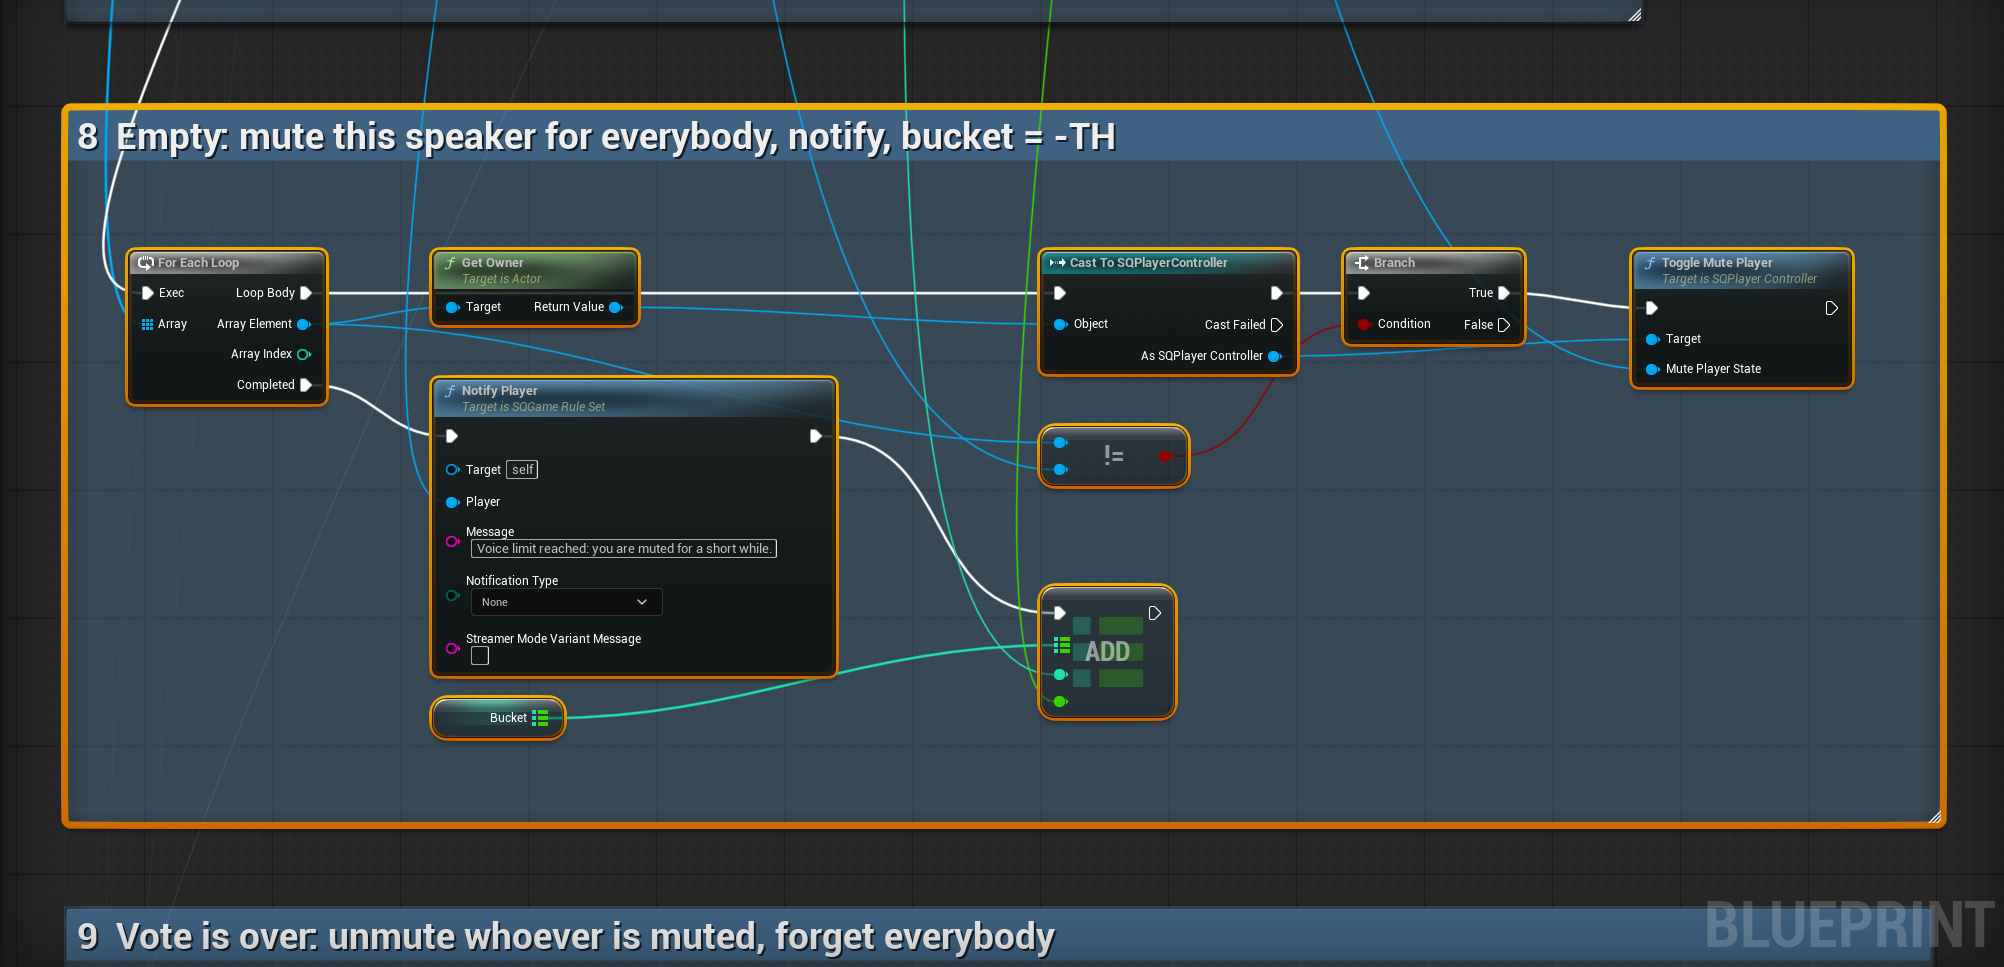 8 Empty: mute this speaker for everybody, notify, bucket = -TH
For Each Loop
Exec
Loop Body
Array
Array Element
Array Index
Completed
Get Owner
Target is Actor
Target
Return Value
Cast To SQPlayerController
Object
Cast Failed
As SQPlayer Controller
Branch
True
Condition
False
Toggle Mute Player
Target is SQPlayer Controller
Target
Mute Player State
Notify Player
Target is SQGame Rule Set
Target self
Player
Message
Voice limit reached: you are muted for a short while.
Notification Type
None
Streamer Mode Variant Message
!=
ADD
Bucket
9 Vote is over: unmute whoever is muted, forget everybody
BLUEPRINT